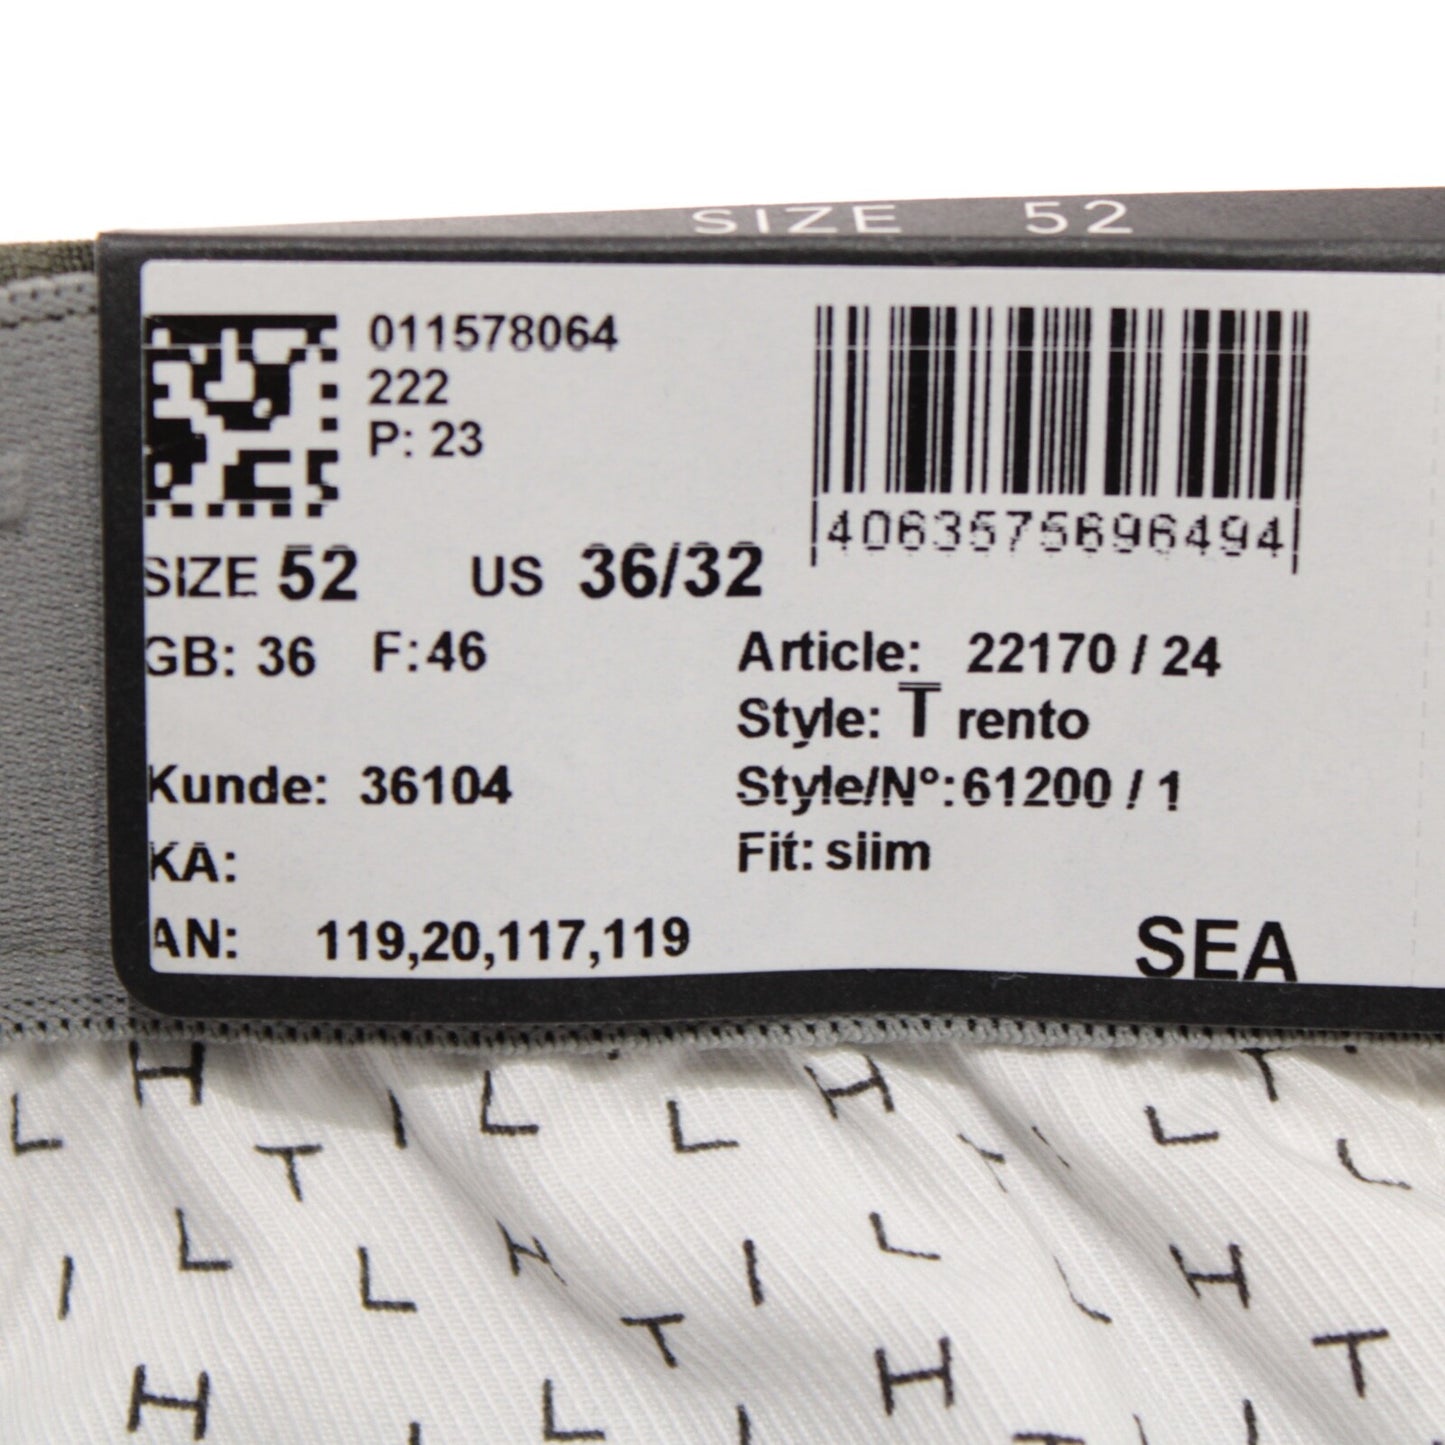 SIZE 52
011578064
222
P: 23
4063575696494
SIZE 52 US 36/32
GB: 36 F:46
Article: 22170 / 24
Style: Trento
Kunde: 36104
Style/N°:61200 / 1
KA:
Fit: slim
AN: 119,20,117,119
SEA
H
L
T
I
L
L
H
T
L
L
I
L
L
H
T
I
L
H
H
L
H
T